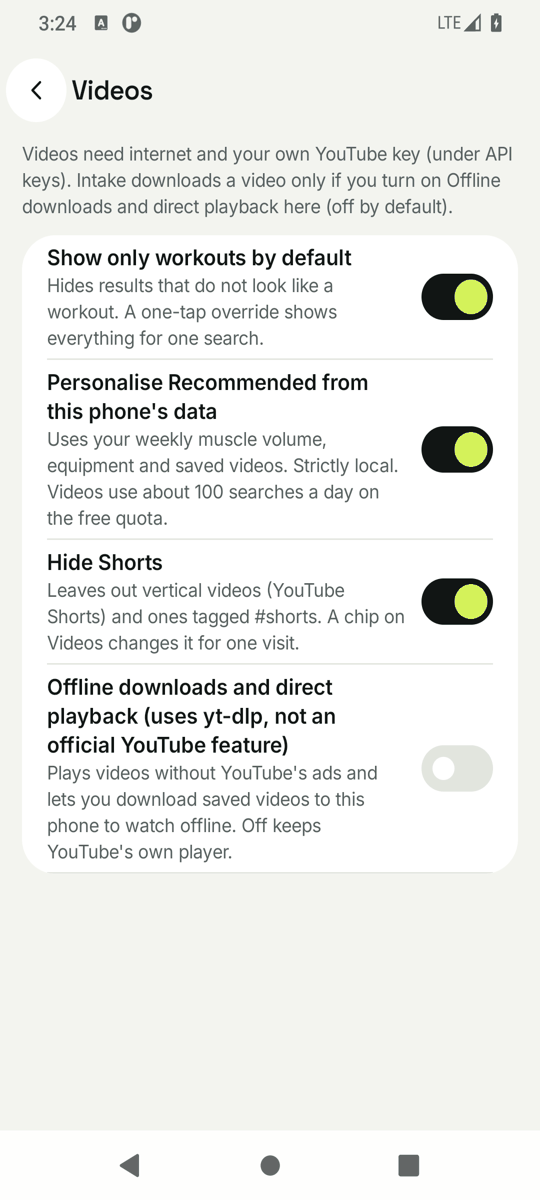 3:24
A
LTE
Videos
Videos need internet and your own YouTube key (under API
keys). Intake downloads a video only if you turn on Offline
downloads and direct playback here (off by default).
Show only workouts by default
Hides results that do not look like a
workout. A one-tap override shows
everything for one search.
Personalise Recommended from
this phone's data
Uses your weekly muscle volume,
equipment and saved videos. Strictly local.
Videos use about 100 searches a day on
the free quota.
Hide Shorts
Leaves out vertical videos (YouTube
Shorts) and ones tagged #shorts. A chip on
Videos changes it for one visit.
Offline downloads and direct
playback (uses yt-dlp, not an
official YouTube feature)
Plays videos without YouTube's ads and
lets you download saved videos to this
phone to watch offline. Off keeps
YouTube's own player.